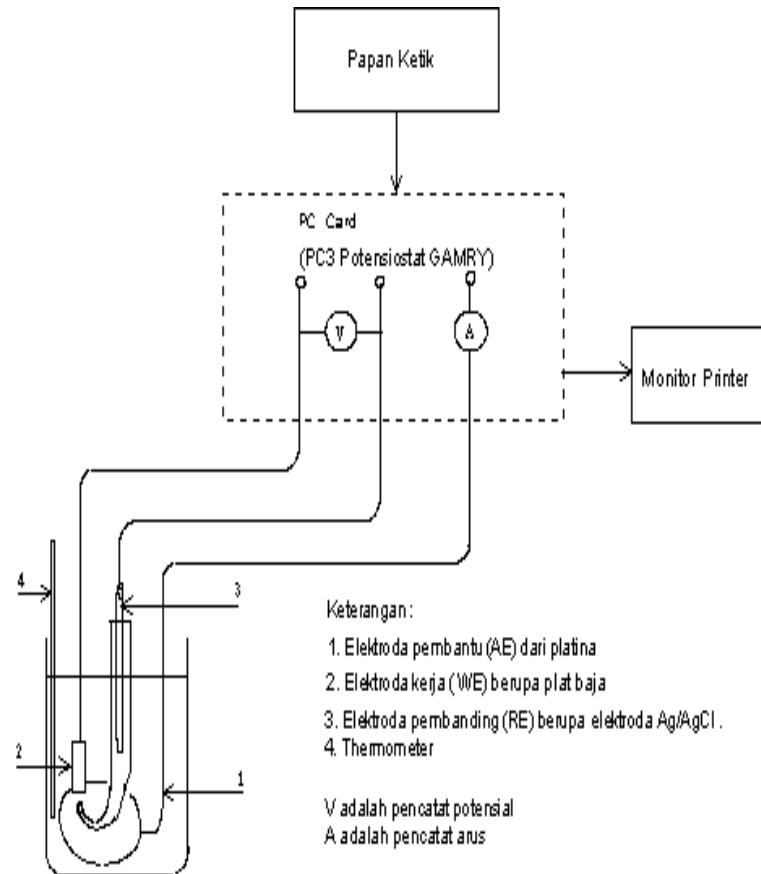 Papan Ketik
PC Card
(PC3 Potensiostat GAMRY)
V
A
Monitor Printer
4
3
2
1
Keterangan :
1. Elektroda pembantu (AE) dari platina
2. Elektroda kerja ( WE) berupa plat baja
3. Elektroda pembanding (RE) berupa elektroda Ag/AgCl .
4. Thermometer
V adalah pencatat potensial
A adalah pencatat arus